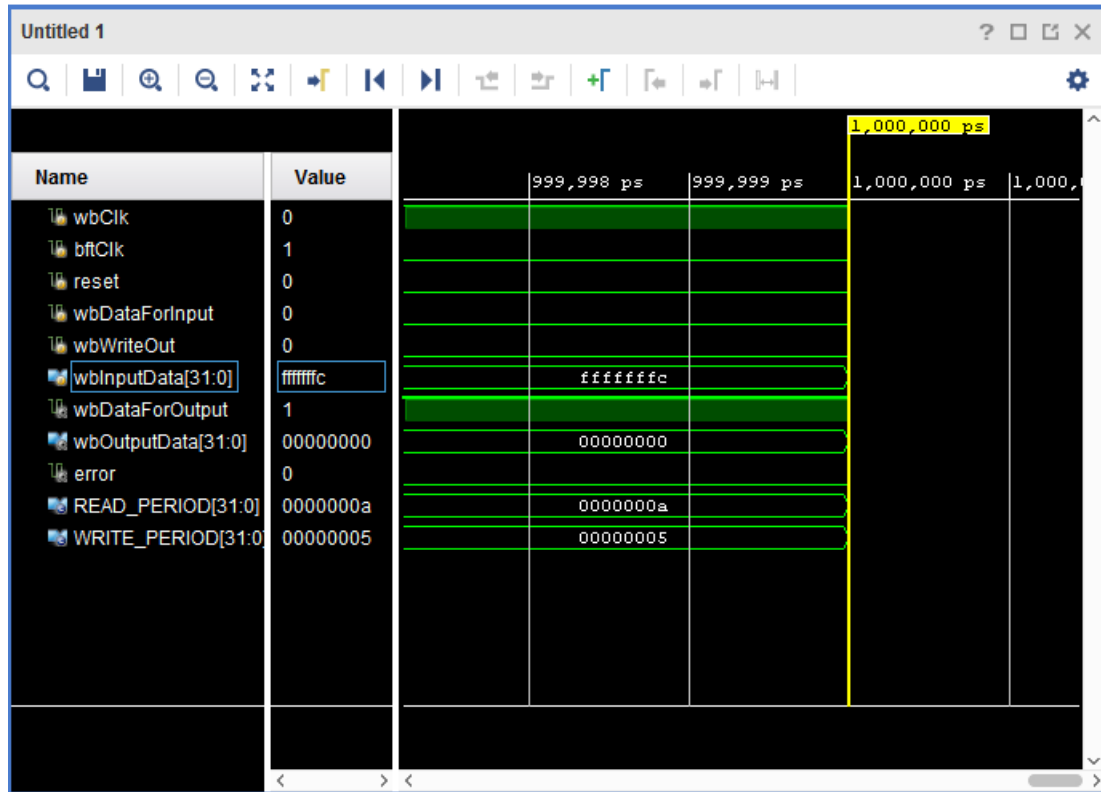 Untitled 1
1,000,000 ps
Name Value 999,998 ps 999,999 ps 1,000,000 ps 1,000,
wbClk 0
bftClk 1
reset 0
wbDataForInput 0
wbWriteOut 0
wbInputData[31:0] fffffffc fffffffc
wbDataForOutput 1
wbOutputData[31:0] 00000000 00000000
error 0
READ_PERIOD[31:0] 0000000a 0000000a
WRITE_PERIOD[31:0] 00000005 00000005